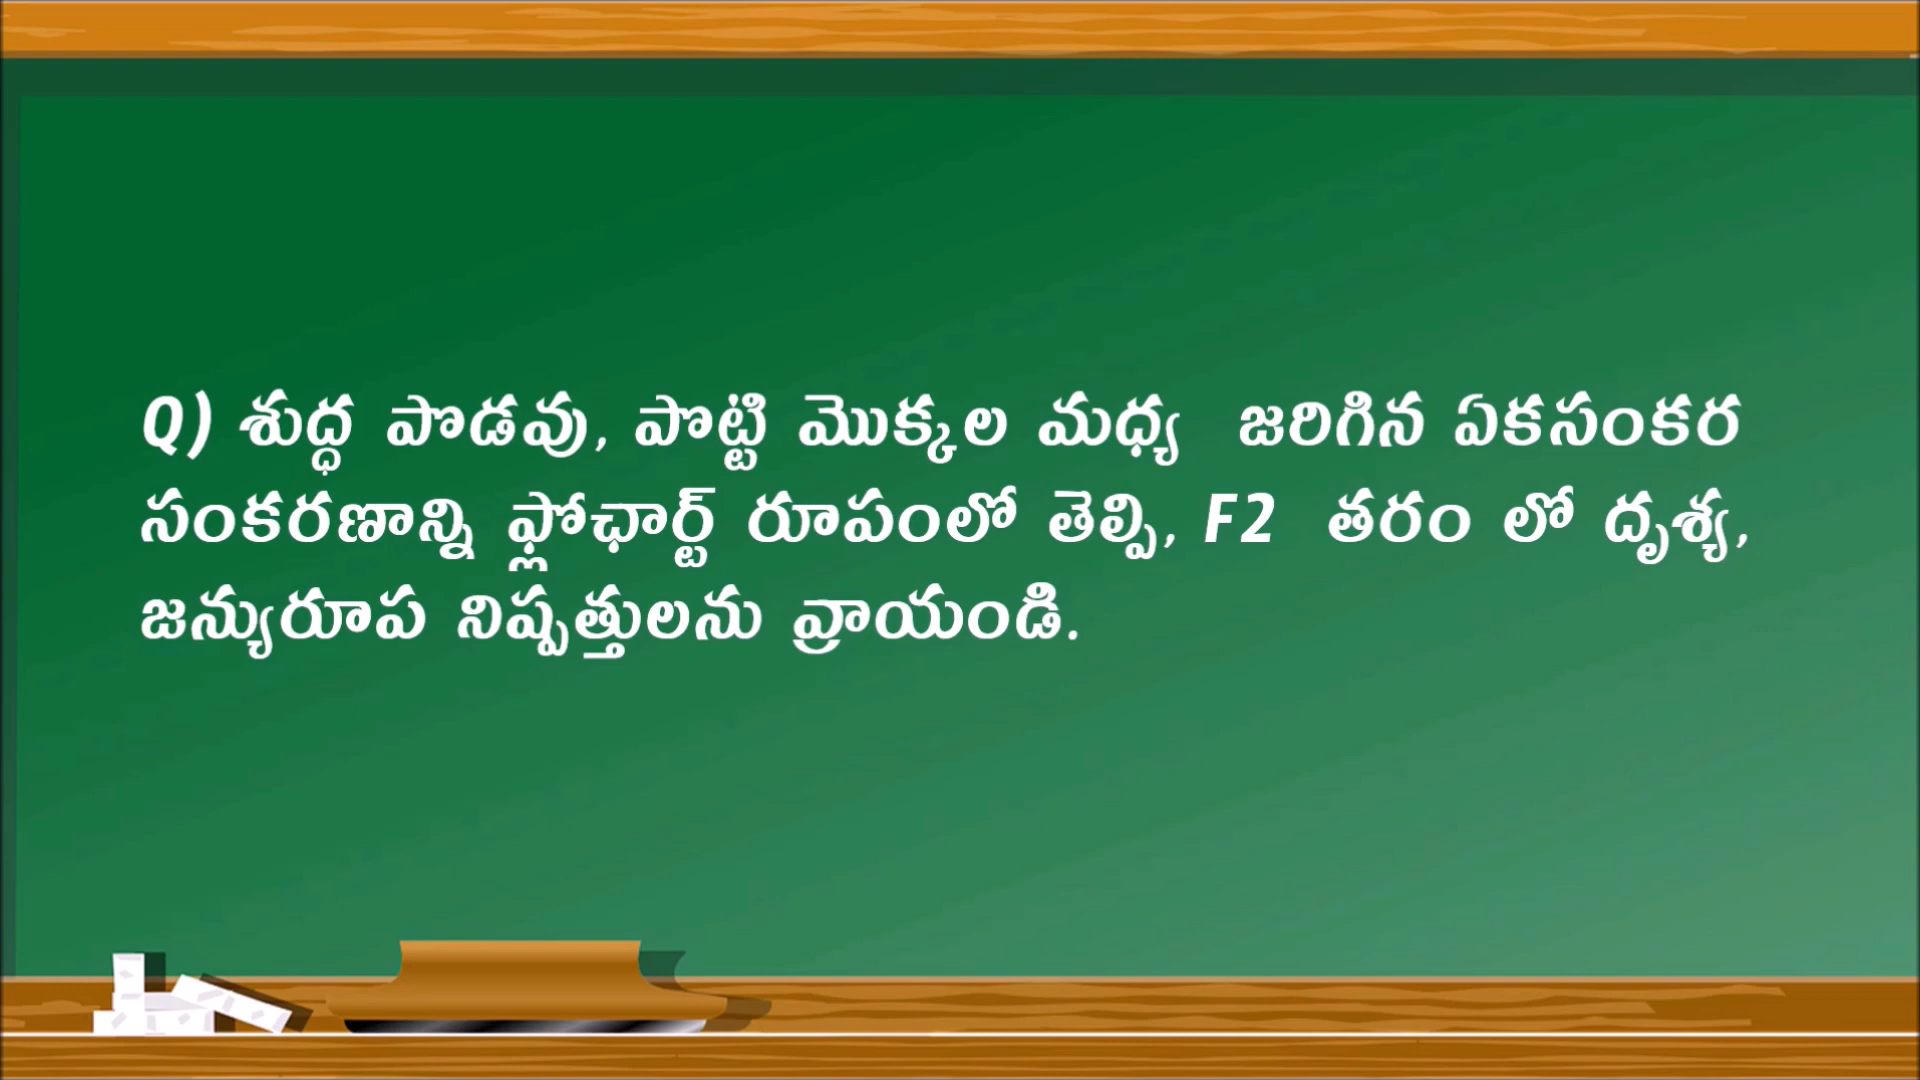 Q) శుద్ధ పొడవు, పొట్టి మొక్కల మధ్య జరిగిన ఏకసంకర
సంకరణాన్ని ఫ్లోఛార్ట్ రూపంలో తెల్పి, F2 తరం లో దృశ్య,
జన్యురూప నిష్పత్తులను వ్రాయండి.